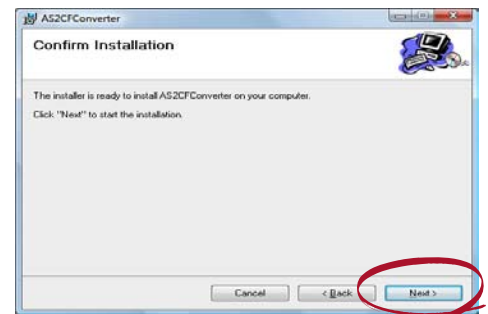 AS2CFConverter
Confirm Installation
The installer is ready to install AS2CFConverter on your computer.
Click "Next" to start the installation.
Cancel
< Back
Next >